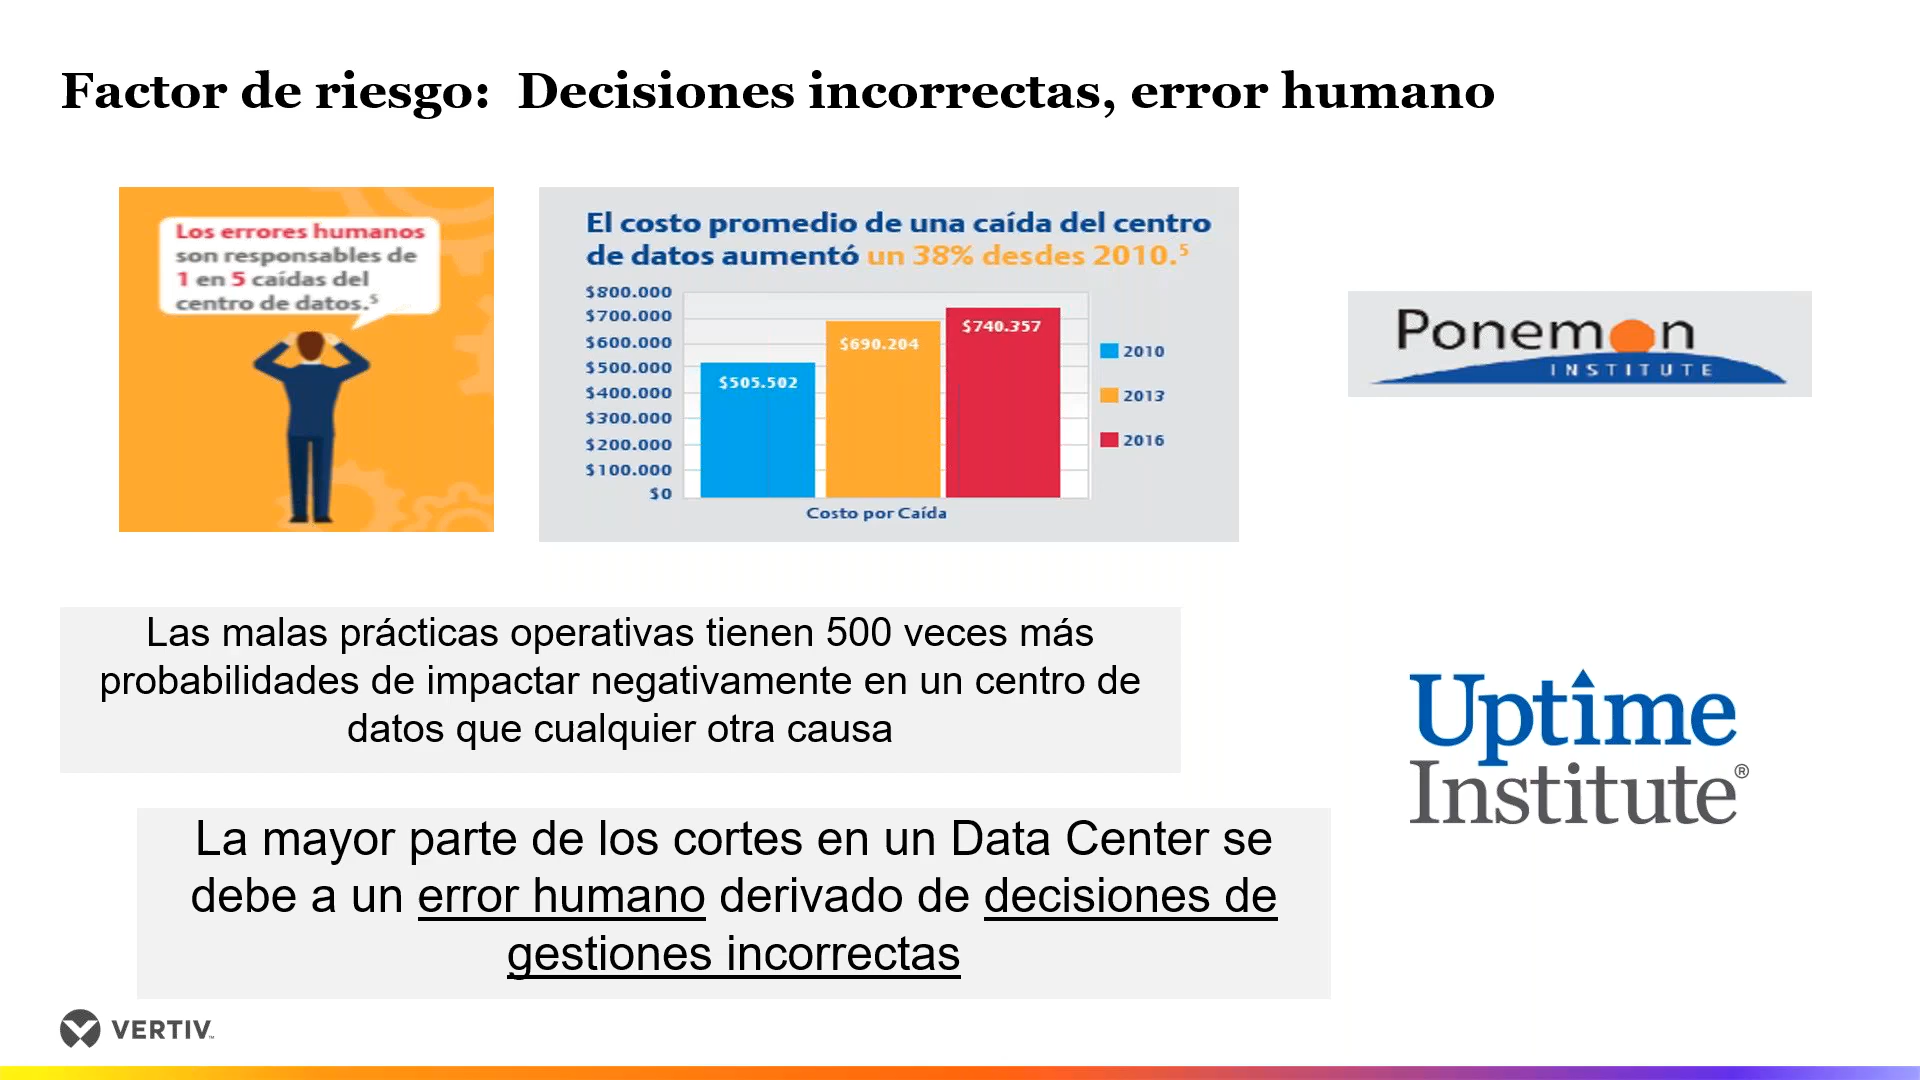 Factor de riesgo:  Decisiones incorrectas, error humano
Los errores humanos
son responsables de
1 en 5 caídas del
centro de datos.⁵
El costo promedio de una caída del centro
de datos aumentó un 38% desdes 2010.⁵
$800.000
$700.000
$600.000
$500.000
$400.000
$300.000
$200.000
$100.000
$0
$505.502
$690.204
$740.357
Costo por Caída
2010
2013
2016
Ponemon
INSTITUTE
Las malas prácticas operativas tienen 500 veces más
probabilidades de impactar negativamente en un centro de
datos que cualquier otra causa
Uptime
Institute®
La mayor parte de los cortes en un Data Center se
debe a un error humano derivado de decisiones de
gestiones incorrectas
VERTIV™